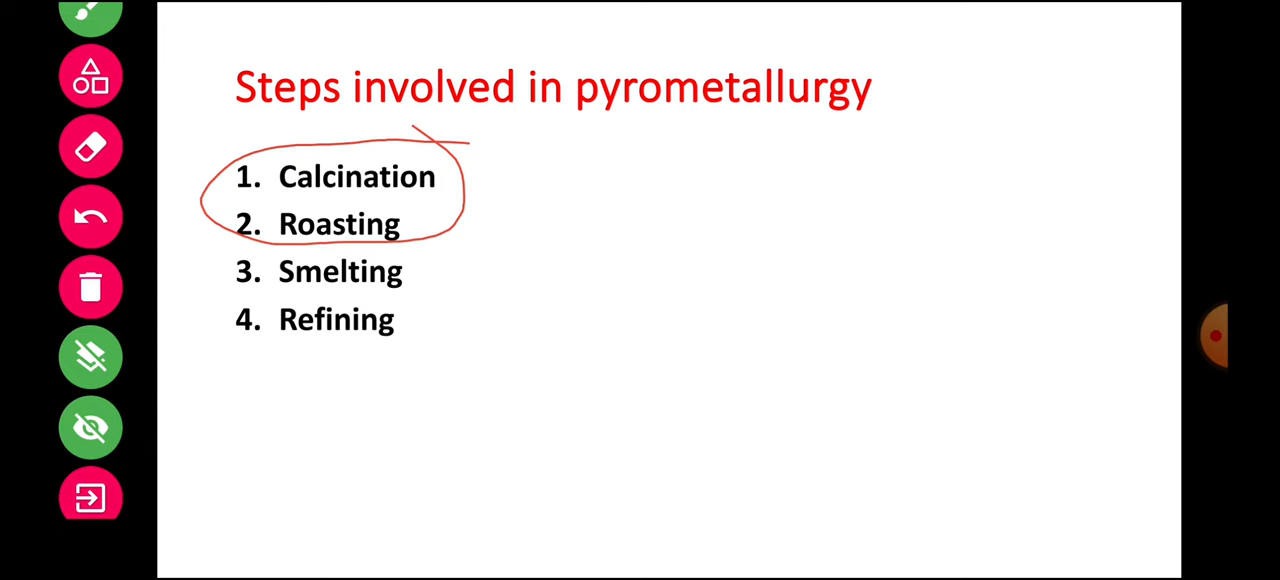 Steps involved in pyrometallurgy
1. Calcination
2. Roasting
3. Smelting
4. Refining